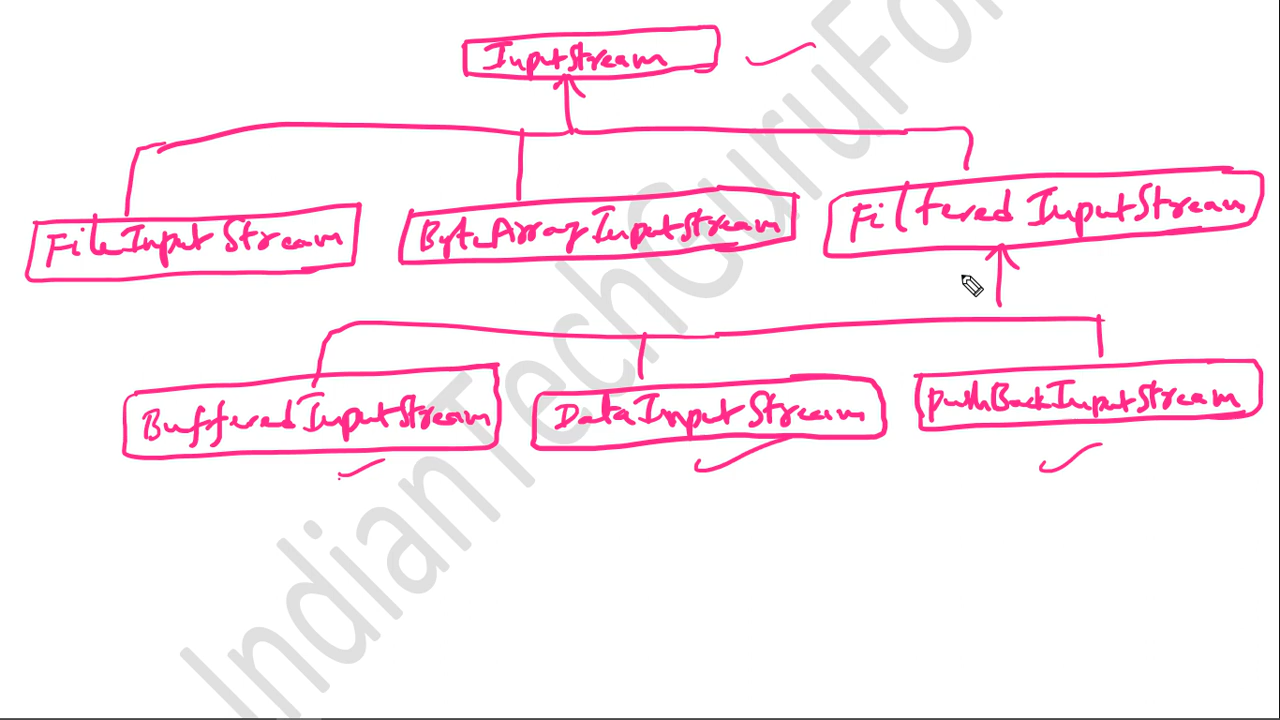 InputStream
FileInputStream
ByteArrayInputStream
FilteredInputStream
BufferedInputStream
DataInputStream
pushBackInputStream
IndianTechGuruFo